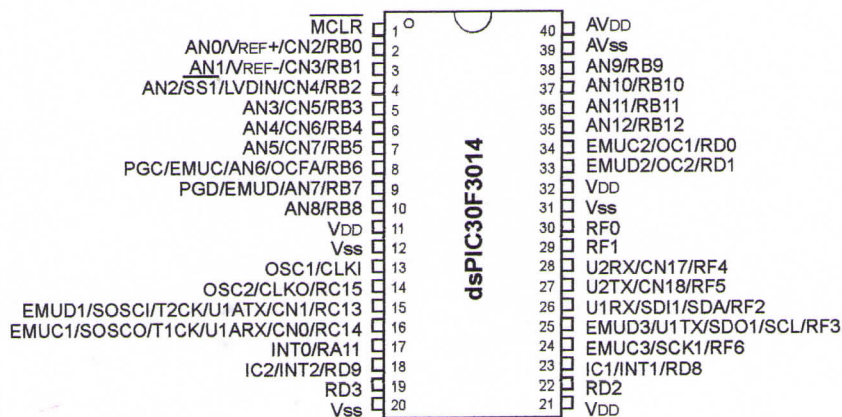 MCLR 1 40 AVDD
AN0/VREF+/CN2/RB0 2 39 AVss
AN1/VREF-/CN3/RB1 3 38 AN9/RB9
AN2/SS1/LVDIN/CN4/RB2 4 37 AN10/RB10
AN3/CN5/RB3 5 36 AN11/RB11
AN4/CN6/RB4 6 35 AN12/RB12
AN5/CN7/RB5 7 34 EMUC2/OC1/RD0
PGC/EMUC/AN6/OCFA/RB6 8 33 EMUD2/OC2/RD1
PGD/EMUD/AN7/RB7 9 32 VDD
AN8/RB8 10 31 Vss
VDD 11 30 RF0
Vss 12 29 RF1
OSC1/CLKI 13 28 U2RX/CN17/RF4
OSC2/CLKO/RC15 14 27 U2TX/CN18/RF5
EMUD1/SOSCI/T2CK/U1ATX/CN1/RC13 15 26 U1RX/SDI1/SDA/RF2
EMUC1/SOSCO/T1CK/U1ARX/CN0/RC14 16 25 EMUD3/U1TX/SDO1/SCL/RF3
INT0/RA11 17 24 EMUC3/SCK1/RF6
IC2/INT2/RD9 18 23 IC1/INT1/RD8
RD3 19 22 RD2
Vss 20 21 VDD
dsPIC30F3014